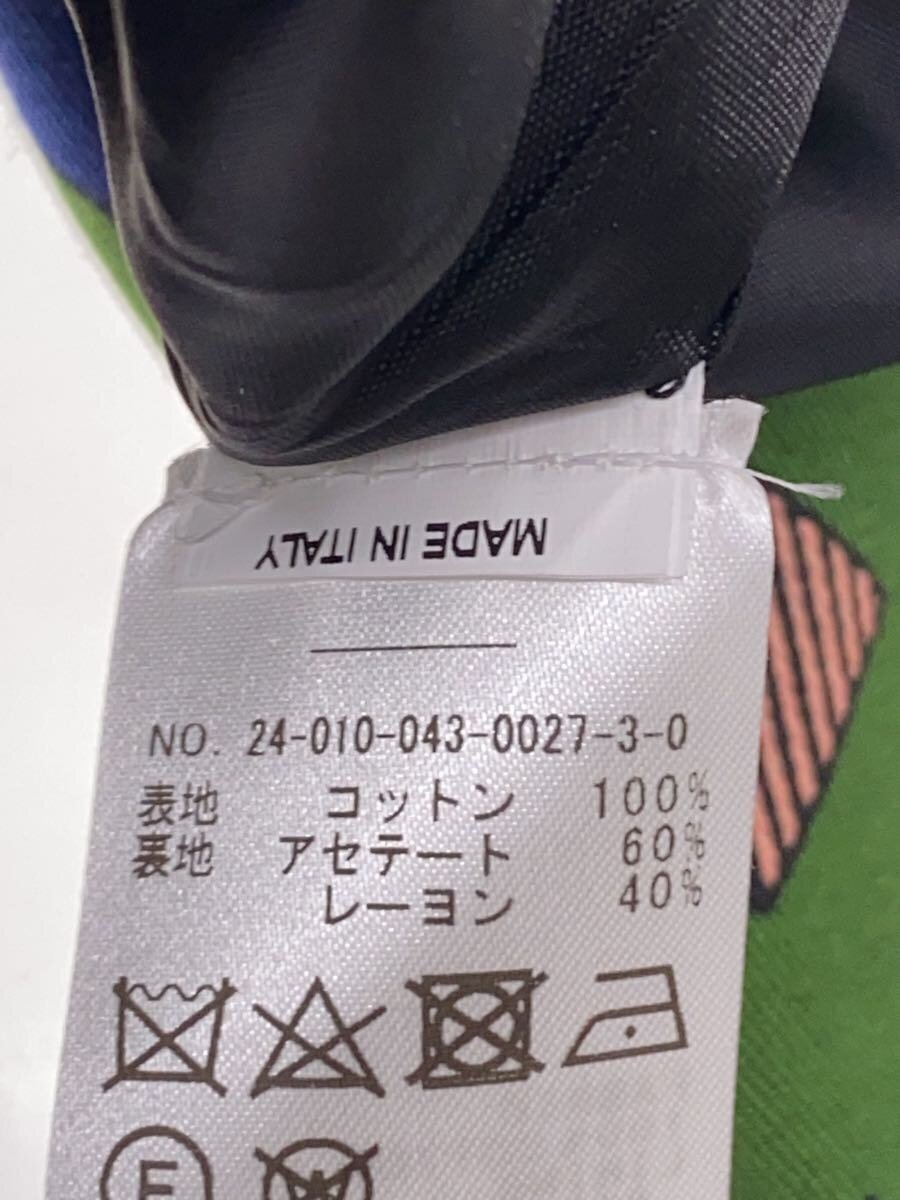 MADE IN ITALY
NO. 24-010-043-0027-3-0
表地 コットン 100%
裏地 アセテート 60%
レーヨン 40%
F